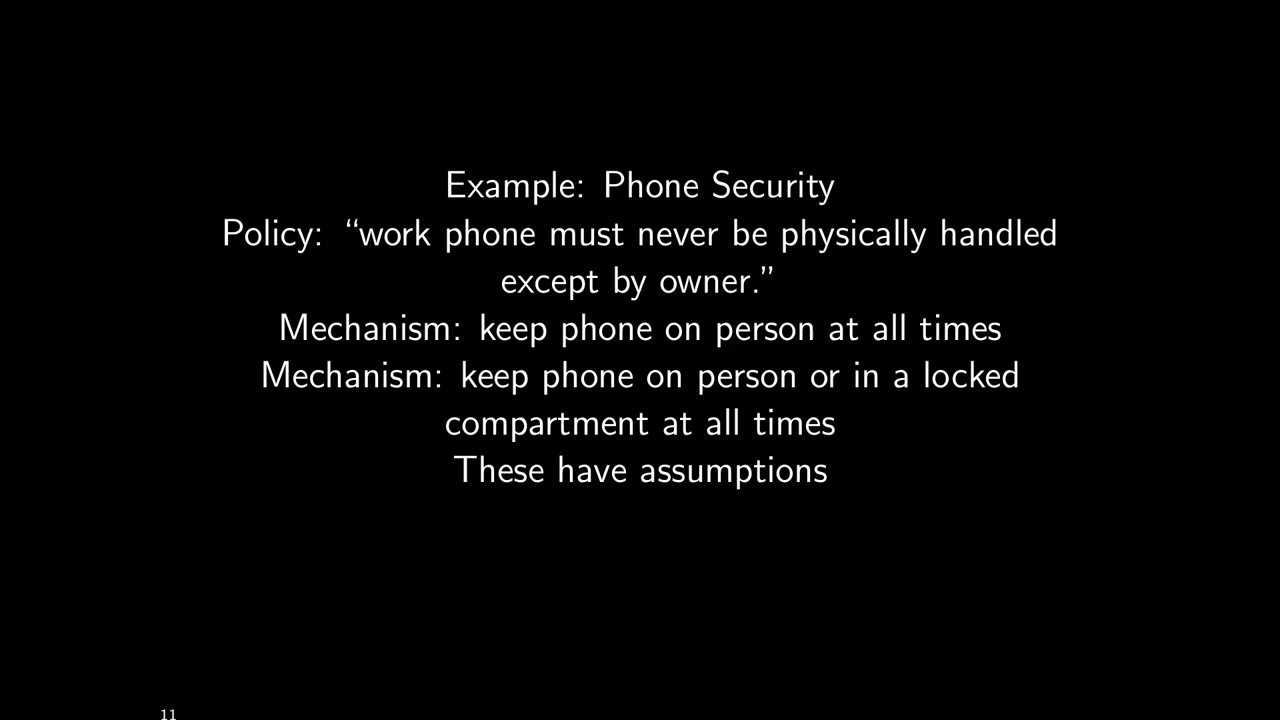 Example: Phone Security
Policy: “work phone must never be physically handled
except by owner.”
Mechanism: keep phone on person at all times
Mechanism: keep phone on person or in a locked
compartment at all times
These have assumptions
11